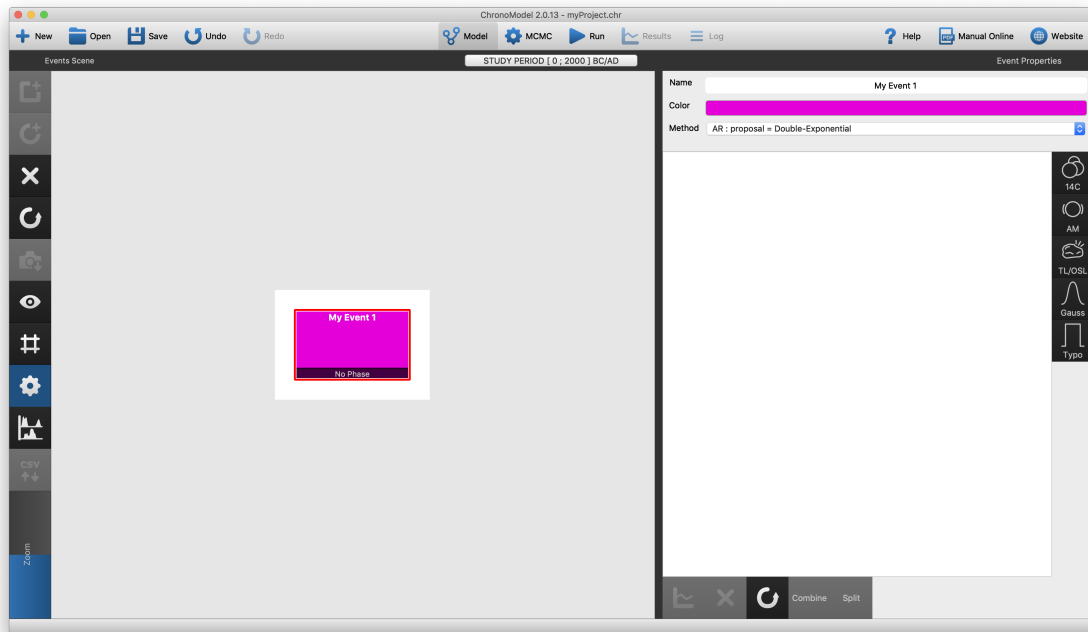 ChronoModel 2.0.13 - myProject.chr
New Open Save Undo Redo Model MCMC Run Results Log Help PDF Manual Online Website
Events Scene STUDY PERIOD [ 0 ; 2000 ] BC/AD Event Properties
Name My Event 1
Color
Method AR : proposal = Double-Exponential
14C
AM
TL/OSL
Gauss
Typo
My Event 1
No Phase
CSV
Zoom
Combine Split